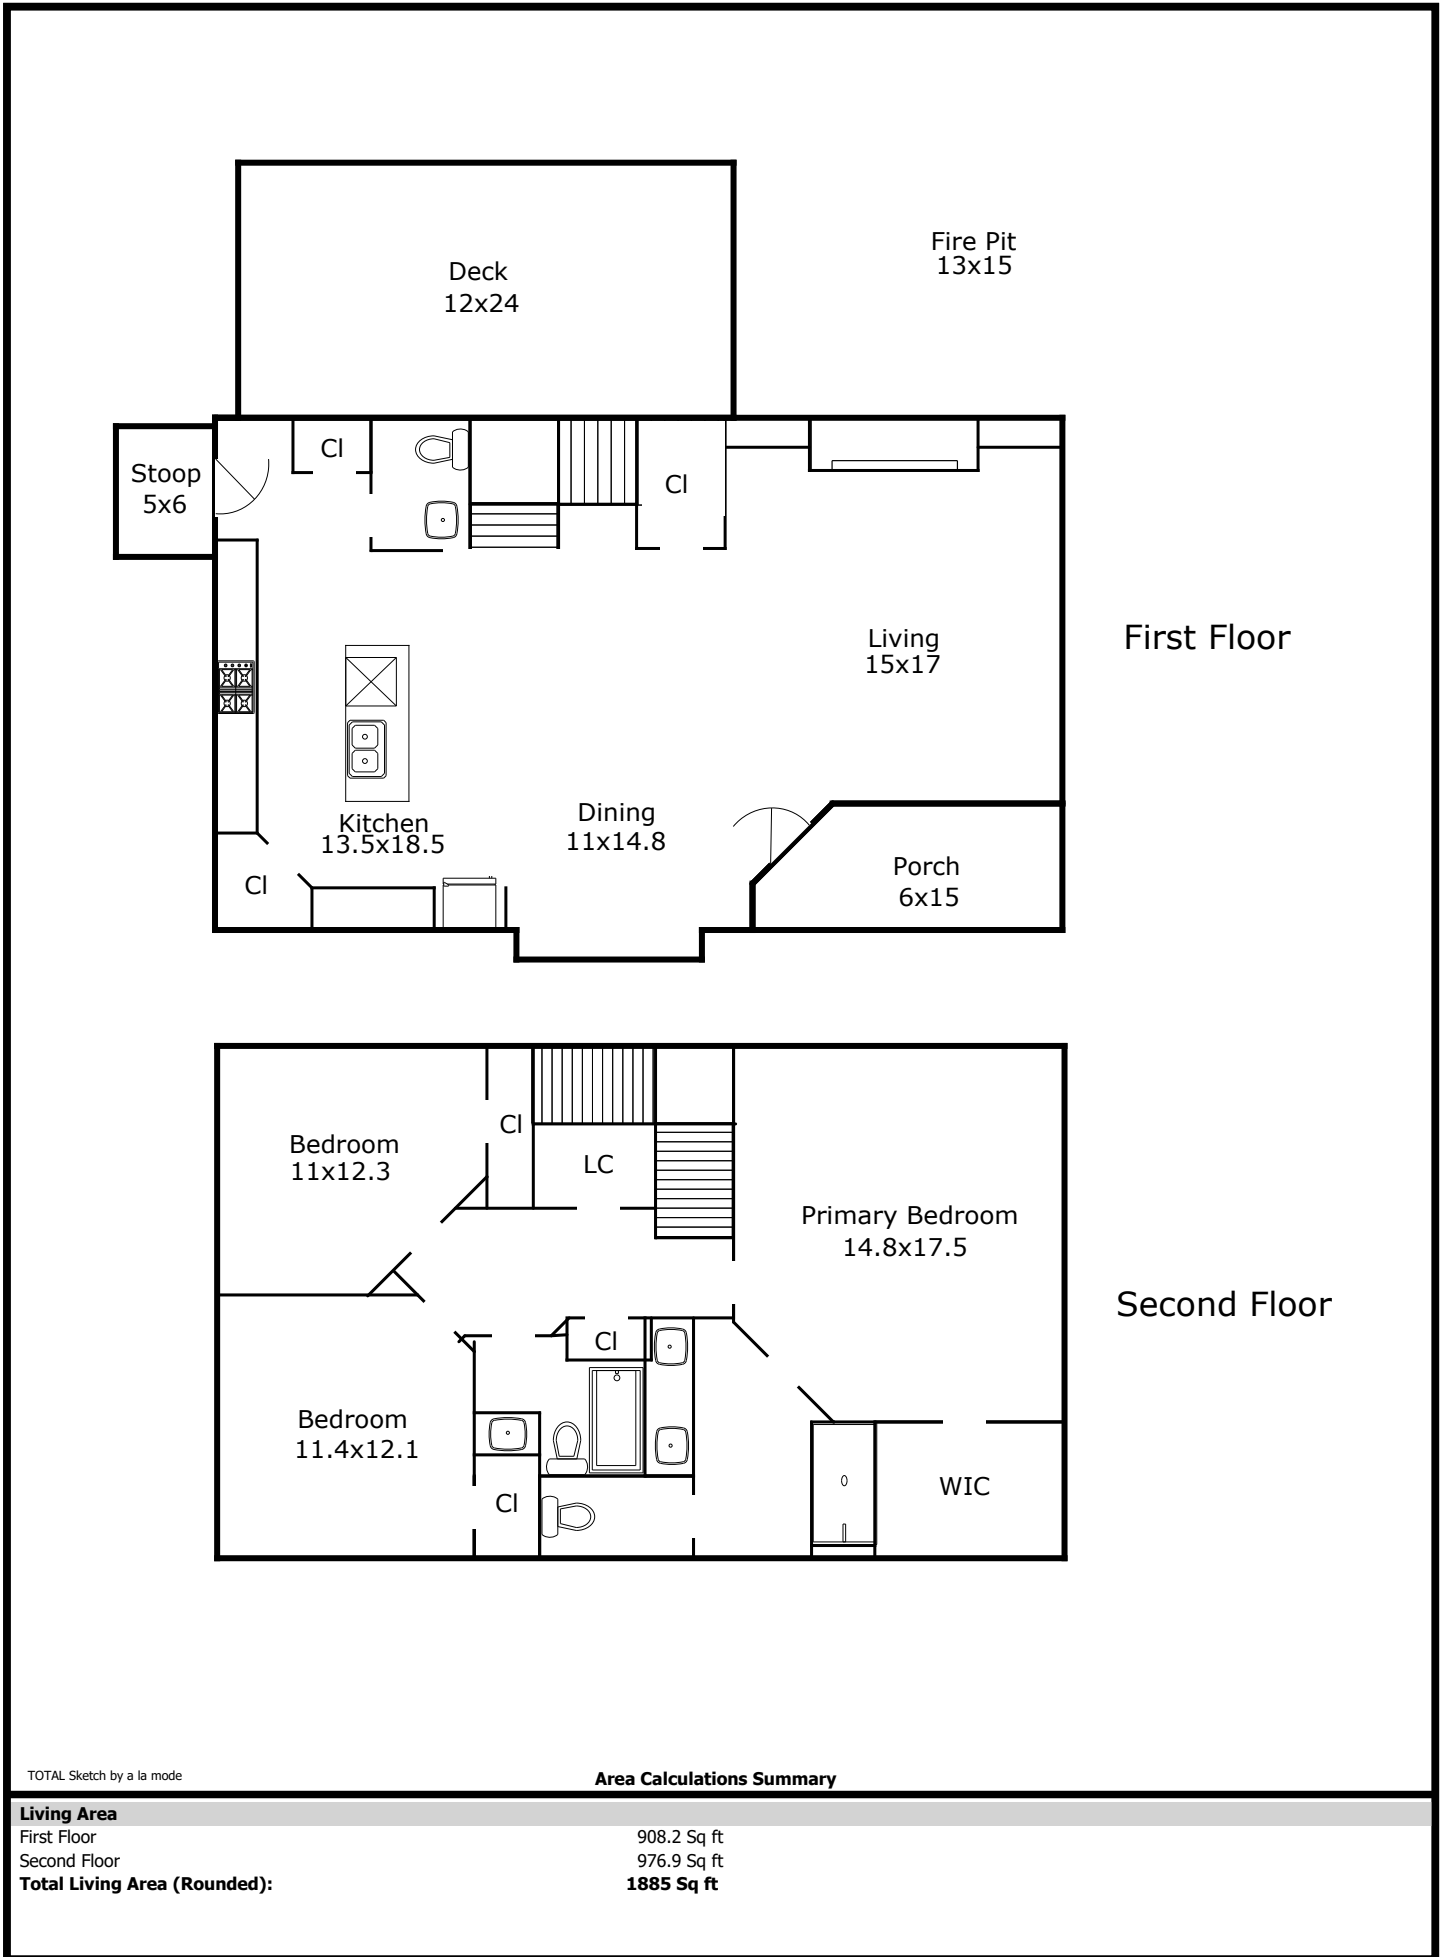 Fire Pit
13x15
Deck
12x24
Cl
Stoop
5x6
Cl
Living
15x17
First Floor
Dining
11x14.8
Kitchen
13.5x18.5
Porch
6x15
Cl
Cl
Bedroom
11x12.3
LC
Primary Bedroom
14.8x17.5
Second Floor
Cl
Bedroom
11.4x12.1
WIC
Cl
TOTAL Sketch by a la mode
Area Calculations Summary
Living Area
First Floor 908.2 Sq ft
Second Floor 976.9 Sq ft
Total Living Area (Rounded): 1885 Sq ft